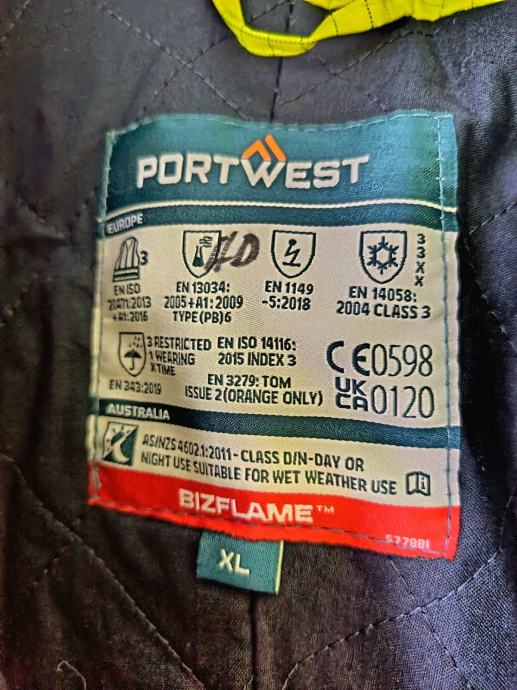 PORTWEST
EUROPE
3
EN ISO
20471:2013
+A1:2016
HD
EN 13034:
2005+A1:2009
TYPE(PB)6
EN 1149
-5:2018
3
3
X
X
EN 14058:
2004 CLASS 3
3 RESTRICTED
1 WEARING
X TIME
EN 343:2019
EN ISO 14116:
2015 INDEX 3
EN 3279: TOM
ISSUE 2(ORANGE ONLY)
CE0598
UK
CA 0120
AUSTRALIA
AS/NZS 4602.1:2011-CLASS D/N-DAY OR
NIGHT USE SUITABLE FOR WET WEATHER USE
BIZFLAME™
S779BI
XL